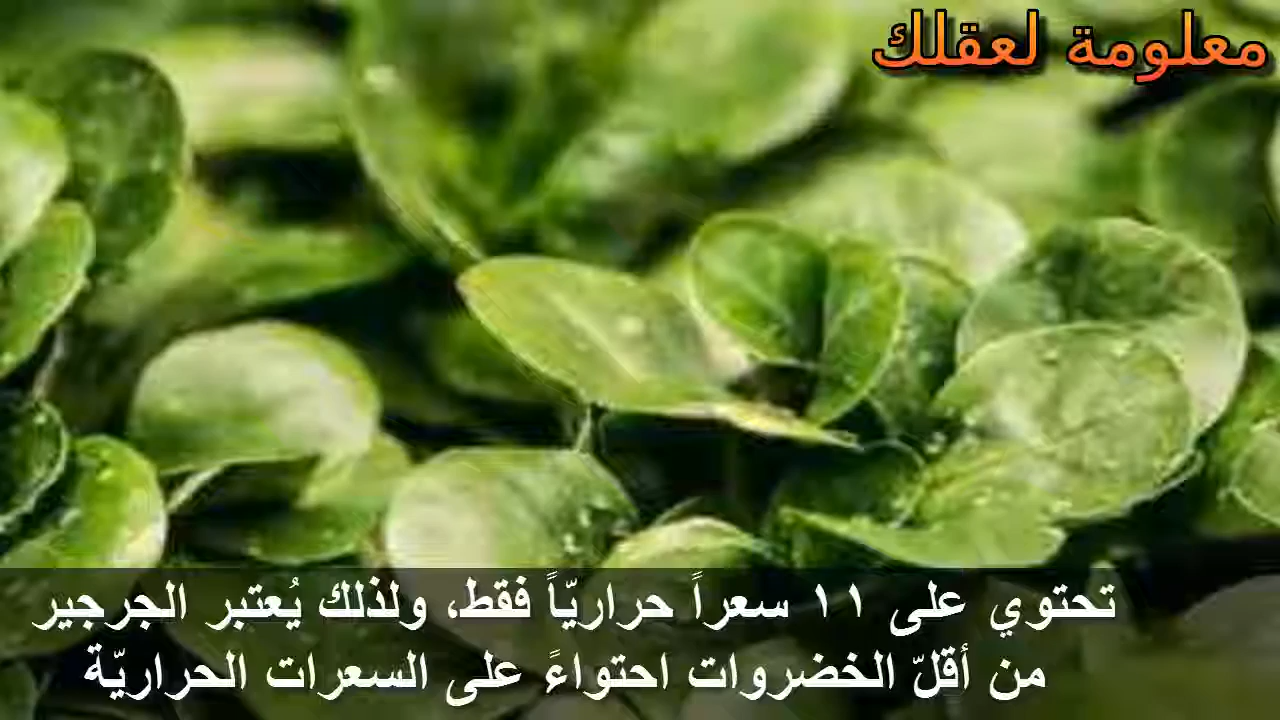 معلومة لعقلك
تحتوي على ١١ سعراً حراريّاً فقط، ولذلك يُعتبر الجرجير
من أقلّ الخضروات احتواءً على السعرات الحراريّة